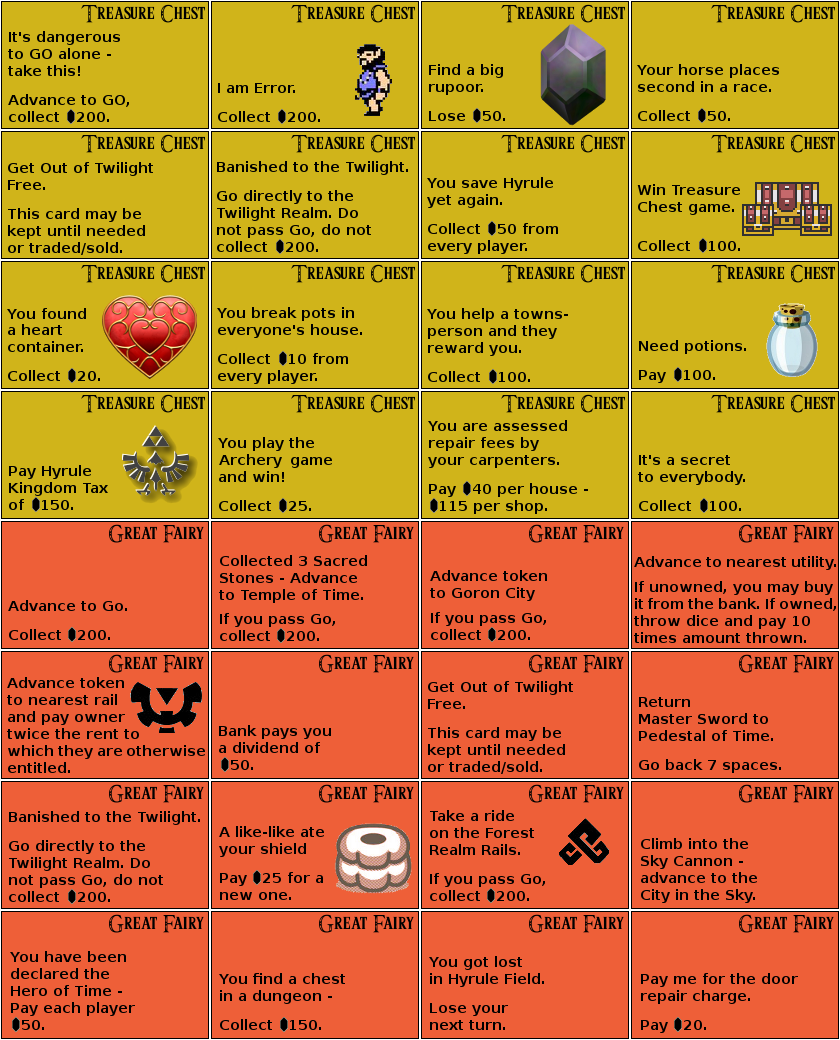 Treasure Chest
It's dangerous
to GO alone -
take this!
Advance to GO,
collect 200.
Treasure Chest
I am Error.
Collect 200.
Treasure Chest
Find a big
rupoor.
Lose 50.
Treasure Chest
Your horse places
second in a race.
Collect 50.
Treasure Chest
Get Out of Twilight
Free.
This card may be
kept until needed
or traded/sold.
Treasure Chest
Banished to the Twilight.
Go directly to the
Twilight Realm. Do
not pass Go, do not
collect 200.
Treasure Chest
You save Hyrule
yet again.
Collect 50 from
every player.
Treasure Chest
Win Treasure
Chest game.
Collect 100.
Treasure Chest
You found
a heart
container.
Collect 20.
Treasure Chest
You break pots in
everyone's house.
Collect 10 from
every player.
Treasure Chest
You help a towns-
person and they
reward you.
Collect 100.
Treasure Chest
Need potions.
Pay 100.
Treasure Chest
Pay Hyrule
Kingdom Tax
of 150.
Treasure Chest
You play the
Archery game
and win!
Collect 25.
Treasure Chest
You are assessed
repair fees by
your carpenters.
Pay 40 per house -
115 per shop.
Treasure Chest
It's a secret
to everybody.
Collect 100.
Great Fairy
Advance to Go.
Collect 200.
Great Fairy
Collected 3 Sacred
Stones - Advance
to Temple of Time.
If you pass Go,
collect 200.
Great Fairy
Advance token
to Goron City
If you pass Go,
collect 200.
Great Fairy
Advance to nearest utility.
If unowned, you may buy
it from the bank. If owned,
throw dice and pay 10
times amount thrown.
Great Fairy
Advance token
to nearest rail
and pay owner
twice the rent to
which they are otherwise
entitled.
Great Fairy
Bank pays you
a dividend of
50.
Great Fairy
Get Out of Twilight
Free.
This card may be
kept until needed
or traded/sold.
Great Fairy
Return
Master Sword to
Pedestal of Time.
Go back 7 spaces.
Great Fairy
Banished to the Twilight.
Go directly to the
Twilight Realm. Do
not pass Go, do not
collect 200.
Great Fairy
A like-like ate
your shield
Pay 25 for a
new one.
Great Fairy
Take a ride
on the Forest
Realm Rails.
If you pass Go,
collect 200.
Great Fairy
Climb into the
Sky Cannon -
advance to the
City in the Sky.
Great Fairy
You have been
declared the
Hero of Time -
Pay each player
50.
Great Fairy
You find a chest
in a dungeon -
Collect 150.
Great Fairy
You got lost
in Hyrule Field.
Lose your
next turn.
Great Fairy
Pay me for the door
repair charge.
Pay 20.